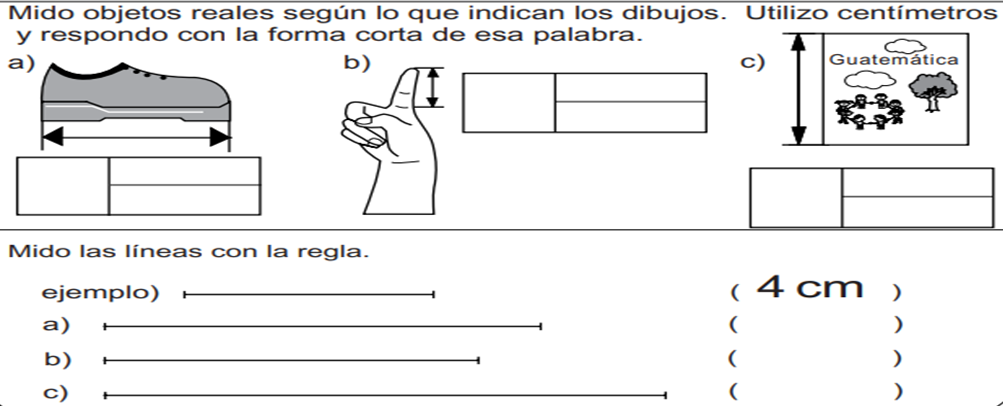 Mido objetos reales según lo que indican los dibujos. Utilizo centímetros
y respondo con la forma corta de esa palabra.
a)
b)
c)
Guatemática
Mido las líneas con la regla.
ejemplo) ( 4 cm )
a) ( )
b) ( )
c) ( )